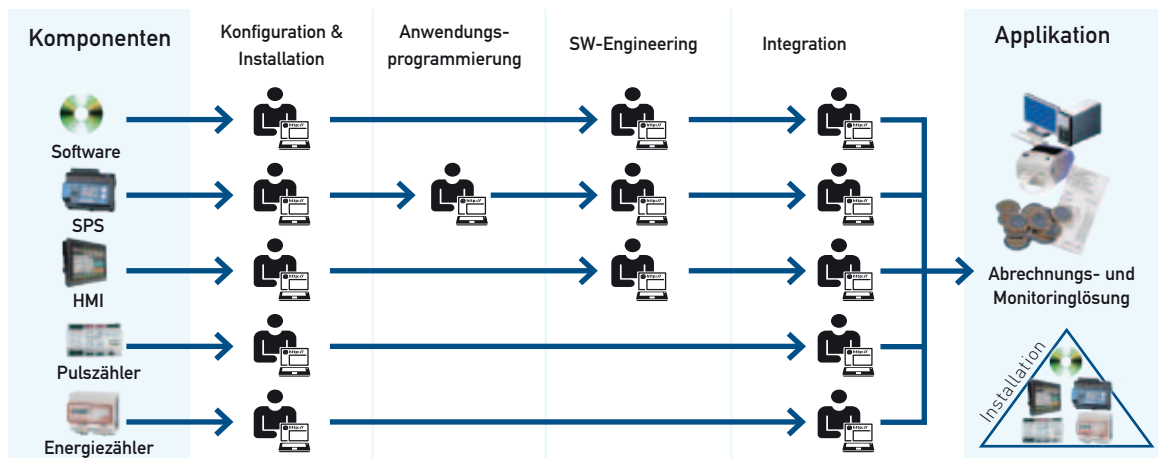 Komponenten
Konfiguration &
Installation
Anwendungs-
programmierung
SW-Engineering
Integration
Applikation
Software
SPS
HMI
Pulszähler
Energiezähler
Abrechnungs- und
Monitoringlösung
Installation